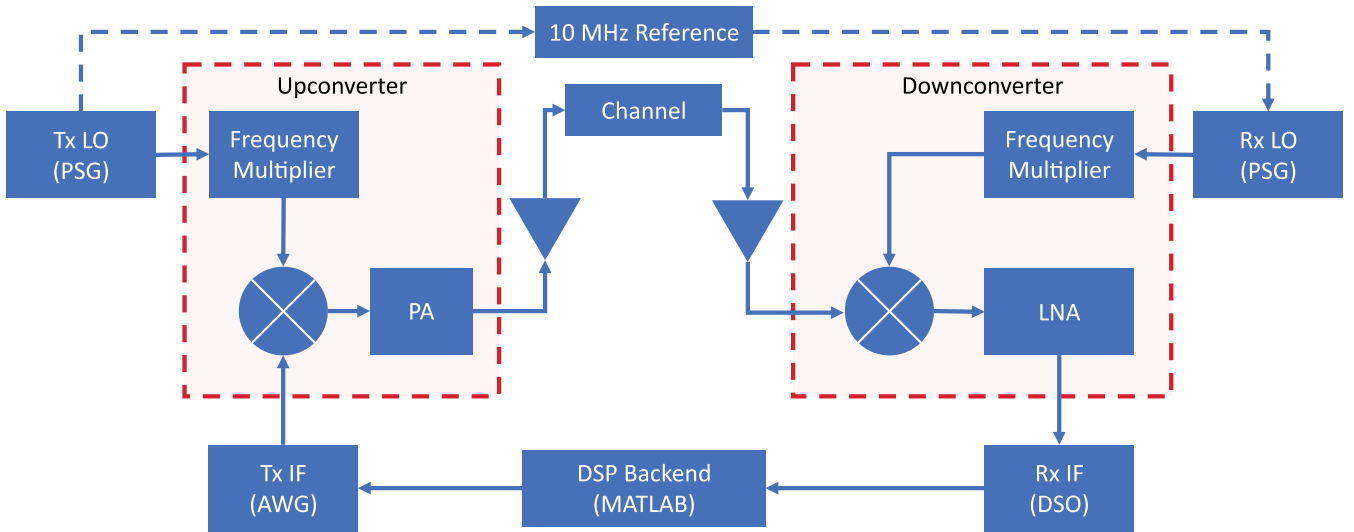 10 MHz Reference
Upconverter
Downconverter
Channel
Tx LO
(PSG)
Frequency
Multiplier
Frequency
Multiplier
Rx LO
(PSG)
PA
LNA
Tx IF
(AWG)
DSP Backend
(MATLAB)
Rx IF
(DSO)